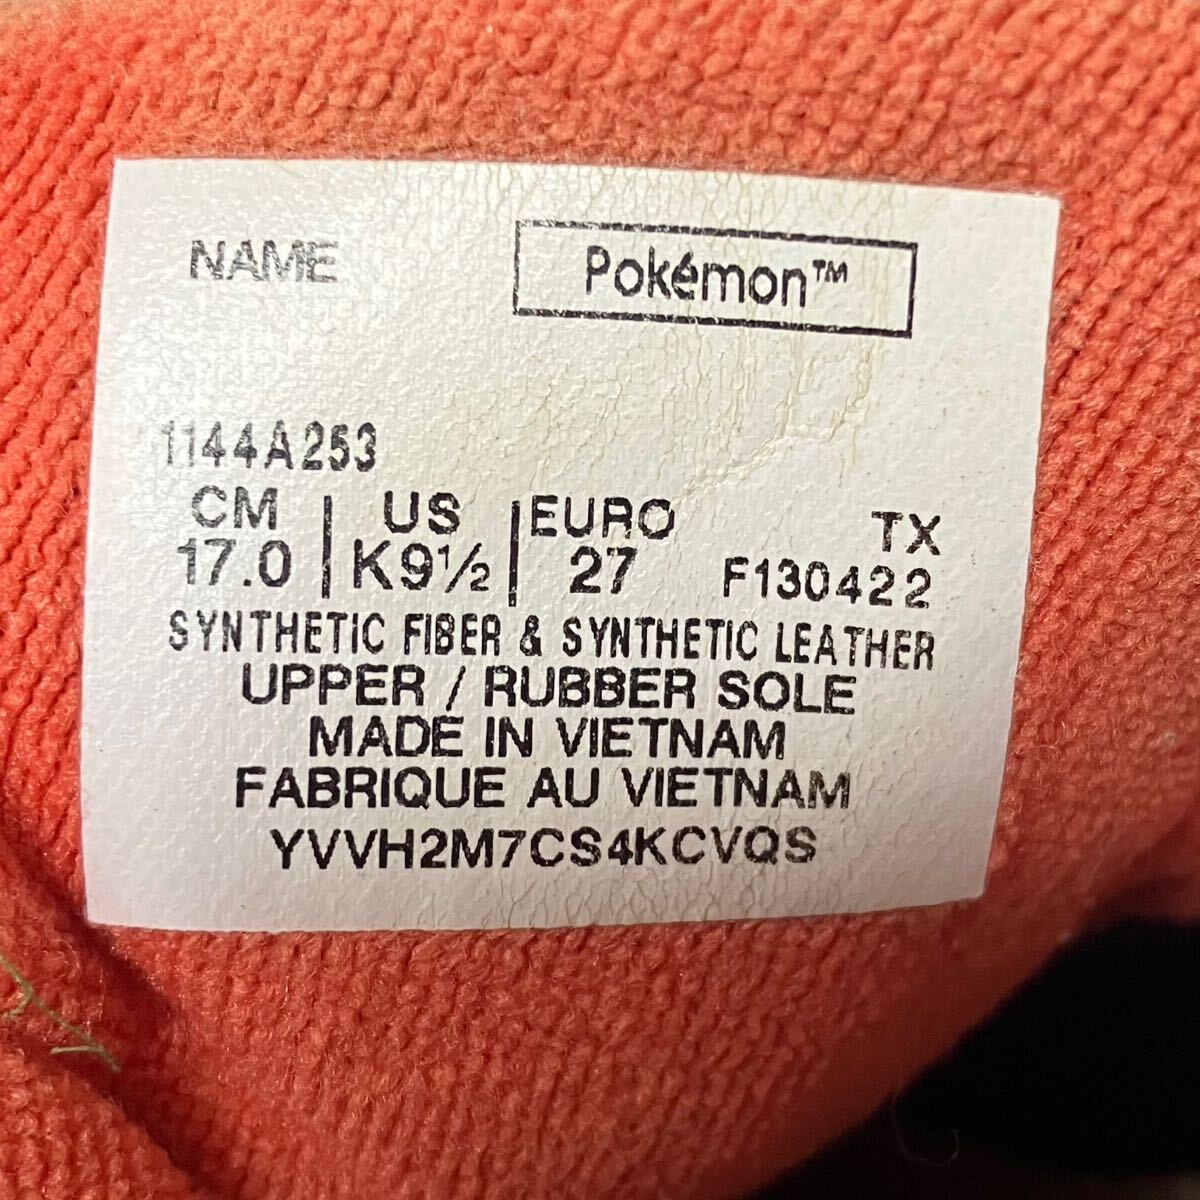 NAME Pokémon™
1144A253
CM US EURO TX
17.0 K9½ 27 F130422
SYNTHETIC FIBER & SYNTHETIC LEATHER
UPPER / RUBBER SOLE
MADE IN VIETNAM
FABRIQUE AU VIETNAM
YVVH2M7CS4KCVQS